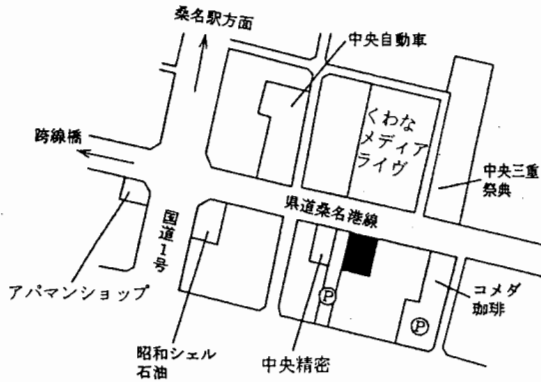 桑名駅方面
中央自動車
くわな
メディア
ライヴ
跨線橋
中央三重
祭典
県道桑名港線
国道1号
アパマンショップ
昭和シェル
石油
中央精密
P
P
コメダ
珈琲